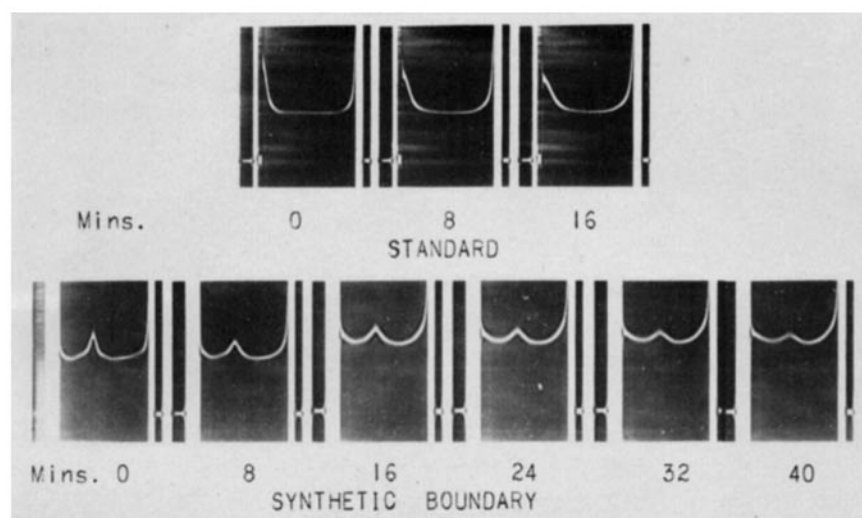 Mins. 0 8 16
STANDARD
Mins. 0 8 16 24 32 40
SYNTHETIC BOUNDARY